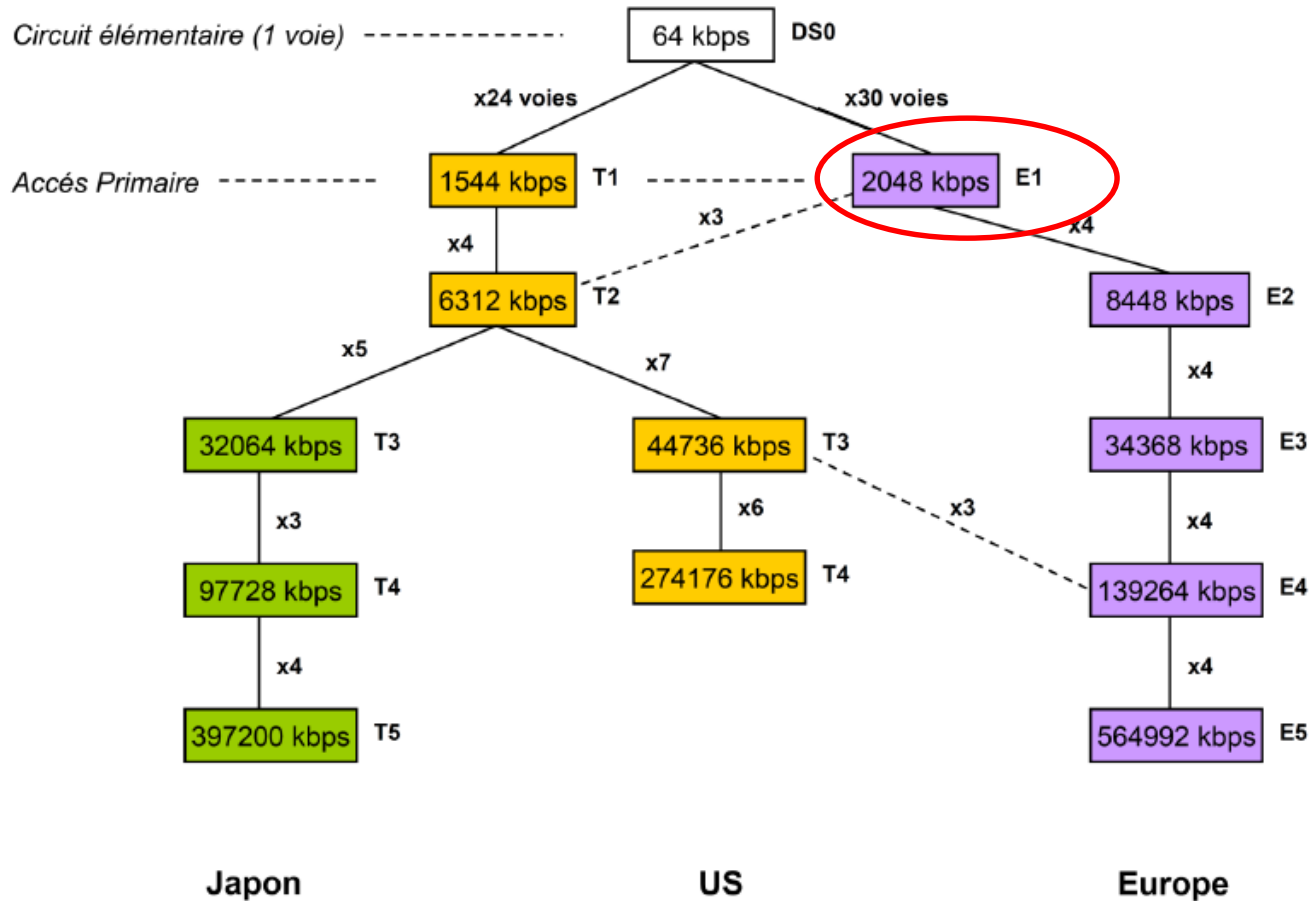 Circuit élémentaire (1 voie)
64 kbps
DS0
x24 voies
x30 voies
Accés Primaire
1544 kbps
T1
2048 kbps
E1
x3
x4
x4
6312 kbps
T2
8448 kbps
E2
x5
x7
x4
32064 kbps
T3
44736 kbps
T3
34368 kbps
E3
x3
x6
x3
x4
97728 kbps
T4
274176 kbps
T4
139264 kbps
E4
x4
x4
397200 kbps
T5
564992 kbps
E5
Japon
US
Europe